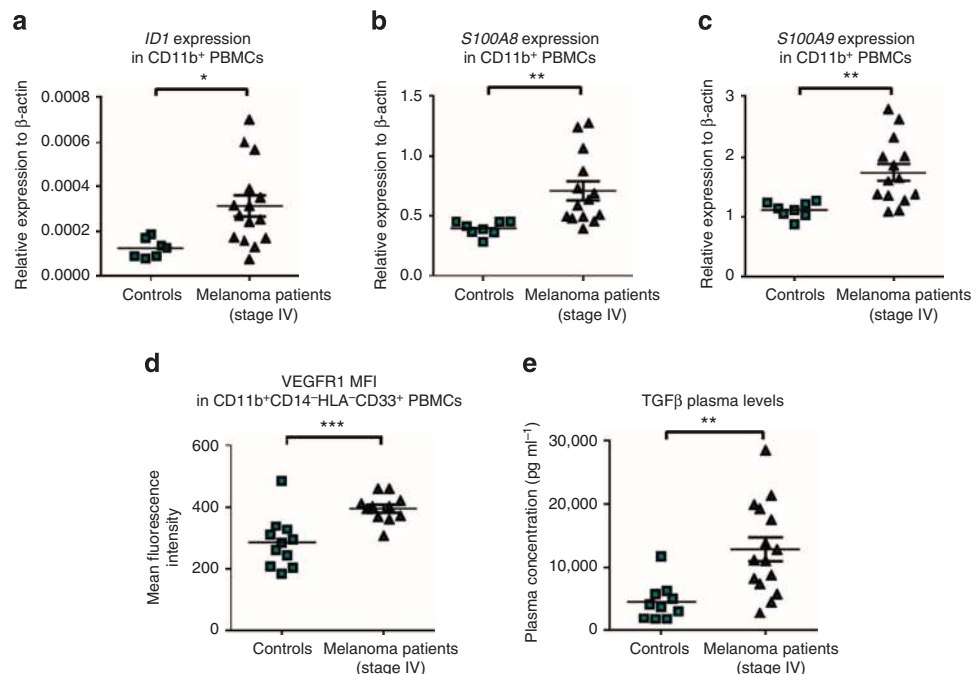 a
ID1 expression
in CD11b⁺ PBMCs
*
Relative expression to β-actin
0.0008
0.0006
0.0004
0.0002
0.0000
Controls
Melanoma patients
(stage IV)
b
S100A8 expression
in CD11b⁺ PBMCs
**
Relative expression to β-actin
1.5
1.0
0.5
0.0
Controls
Melanoma patients
(stage IV)
c
S100A9 expression
in CD11b⁺ PBMCs
**
Relative expression to β-actin
3
2
1
0
Controls
Melanoma patients
(stage IV)
d
VEGFR1 MFI
in CD11b⁺CD14⁻HLA⁻CD33⁺ PBMCs
***
Mean fluorescence
intensity
600
400
200
0
Controls
Melanoma patients
(stage IV)
e
TGFβ plasma levels
**
Plasma concentration (pg ml⁻¹)
30,000
20,000
10,000
0
Controls
Melanoma patients
(stage IV)